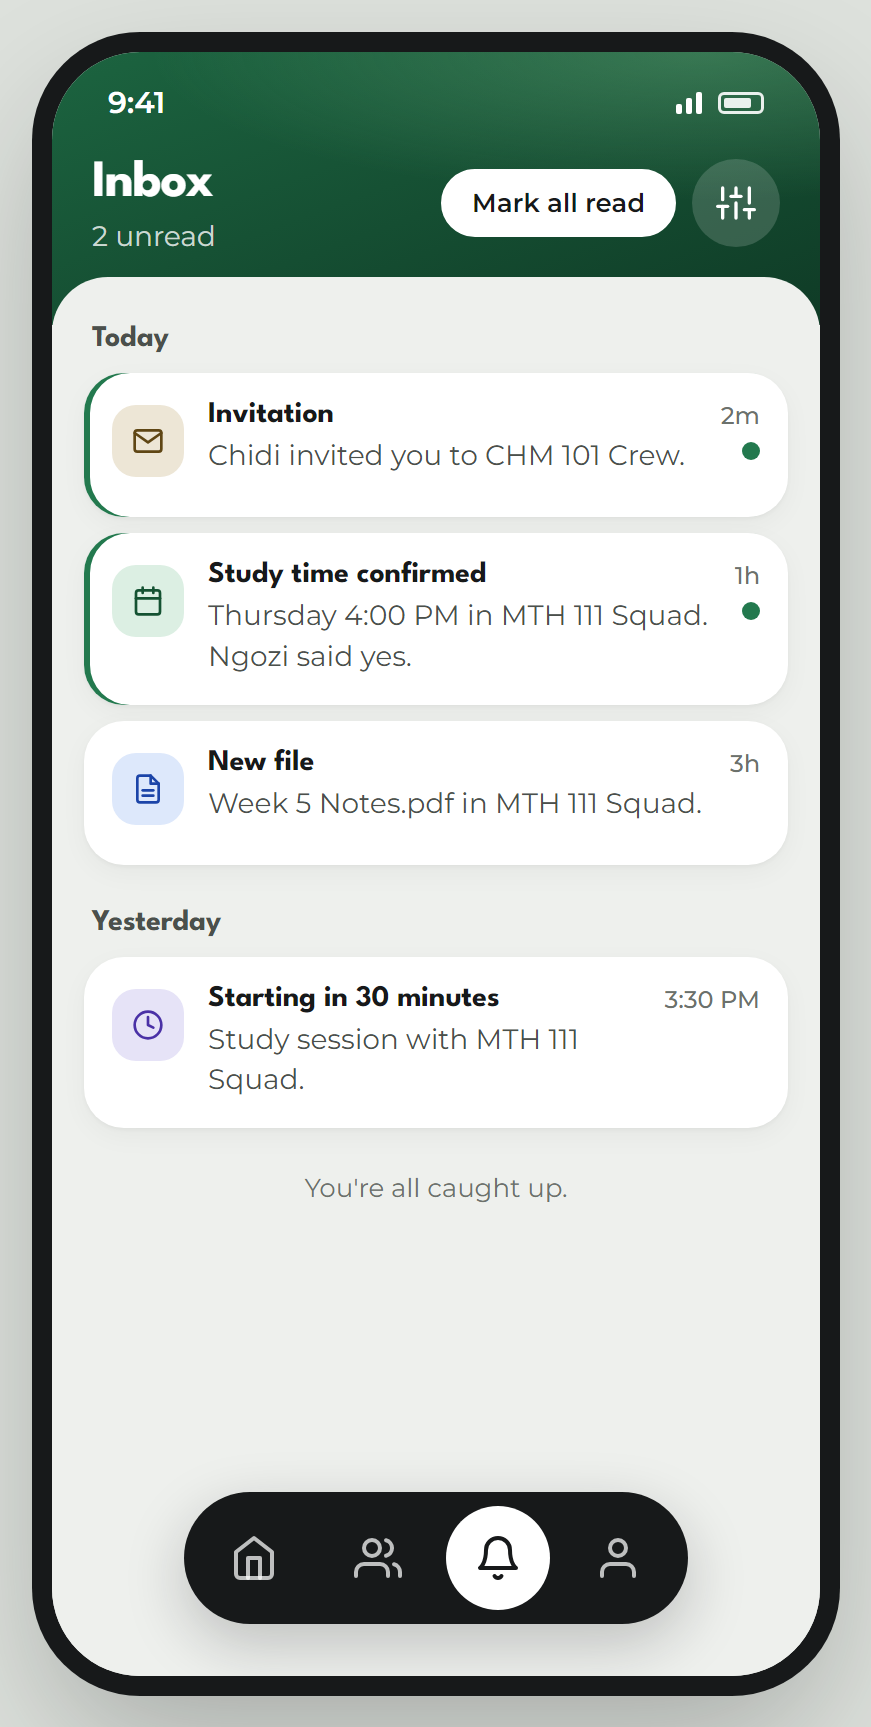 9:41
Inbox
2 unread
Mark all read
Today
Invitation
2m
Chidi invited you to CHM 101 Crew.
Study time confirmed
1h
Thursday 4:00 PM in MTH 111 Squad.
Ngozi said yes.
New file
3h
Week 5 Notes.pdf in MTH 111 Squad.
Yesterday
Starting in 30 minutes
3:30 PM
Study session with MTH 111
Squad.
You're all caught up.